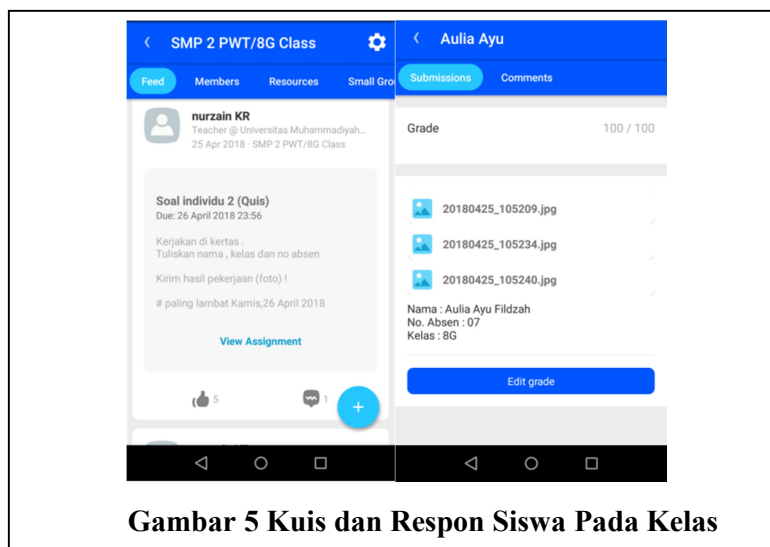 SMP 2 PWT/8G Class
Feed Members Resources Small Gro
nurzain KR
Teacher @ Universitas Muhammadiyah...
25 Apr 2018 · SMP 2 PWT/8G Class
Soal individu 2 (Quis)
Due: 26 April 2018 23:56
Kerjakan di kertas .
Tuliskan nama , kelas dan no absen
Kirim hasil pekerjaan (foto) !
# paling lambat Kamis,26 April 2018
View Assignment
5 1
Aulia Ayu
Submissions Comments
Grade 100 / 100
20180425_105209.jpg
20180425_105234.jpg
20180425_105240.jpg
Nama : Aulia Ayu Fildzah
No. Absen : 07
Kelas : 8G
Edit grade
Gambar 5 Kuis dan Respon Siswa Pada Kelas